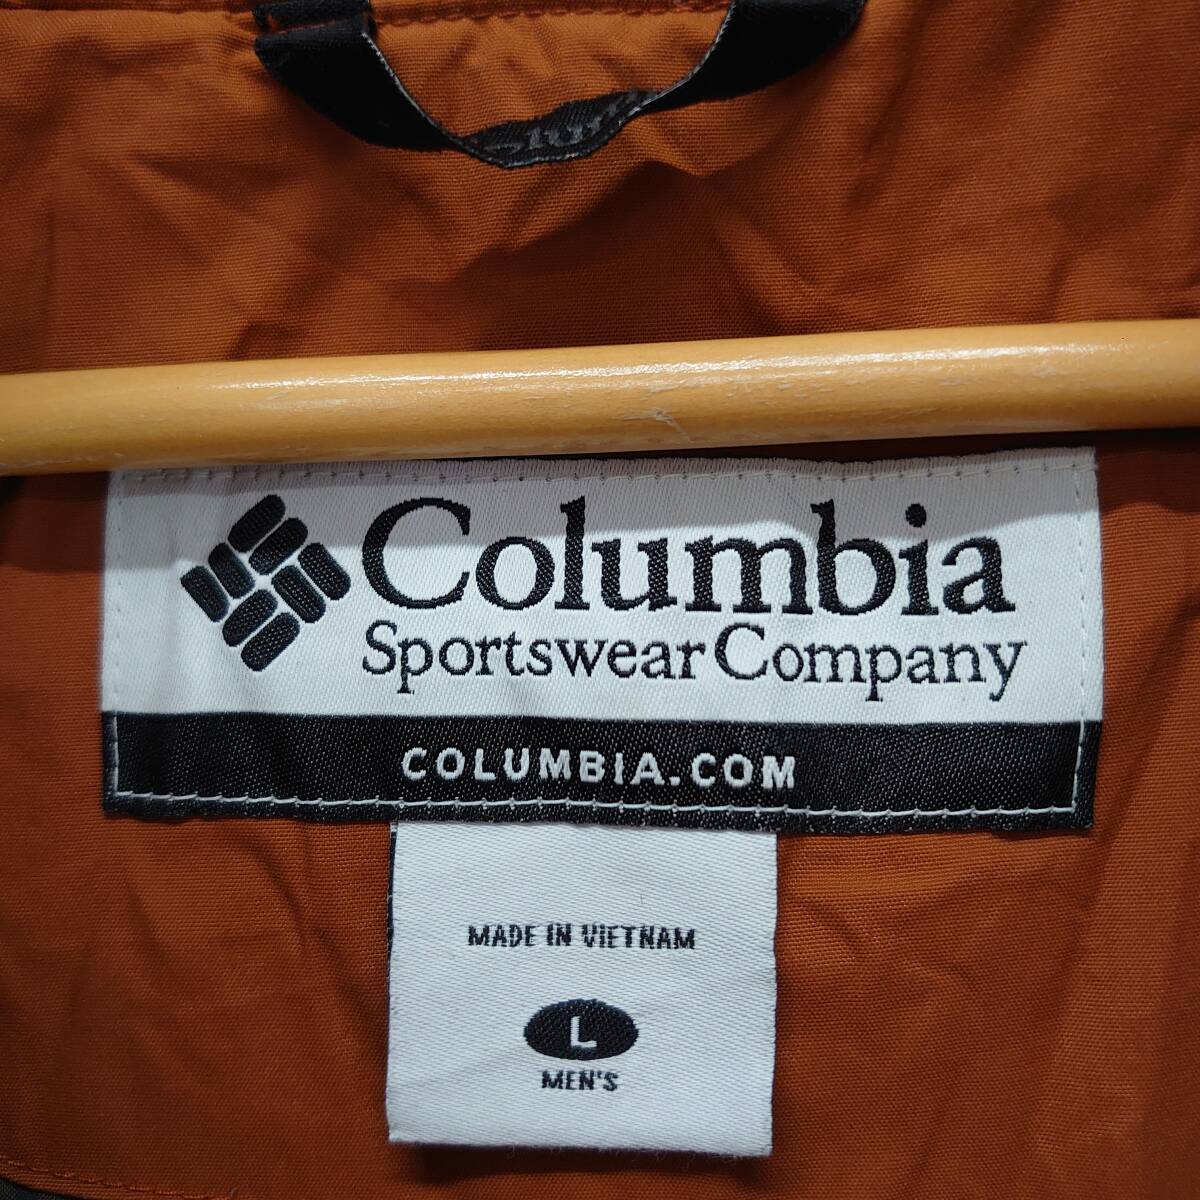 Columbia
Sportswear Company
COLUMBIA.COM
MADE IN VIETNAM
L
MEN'S